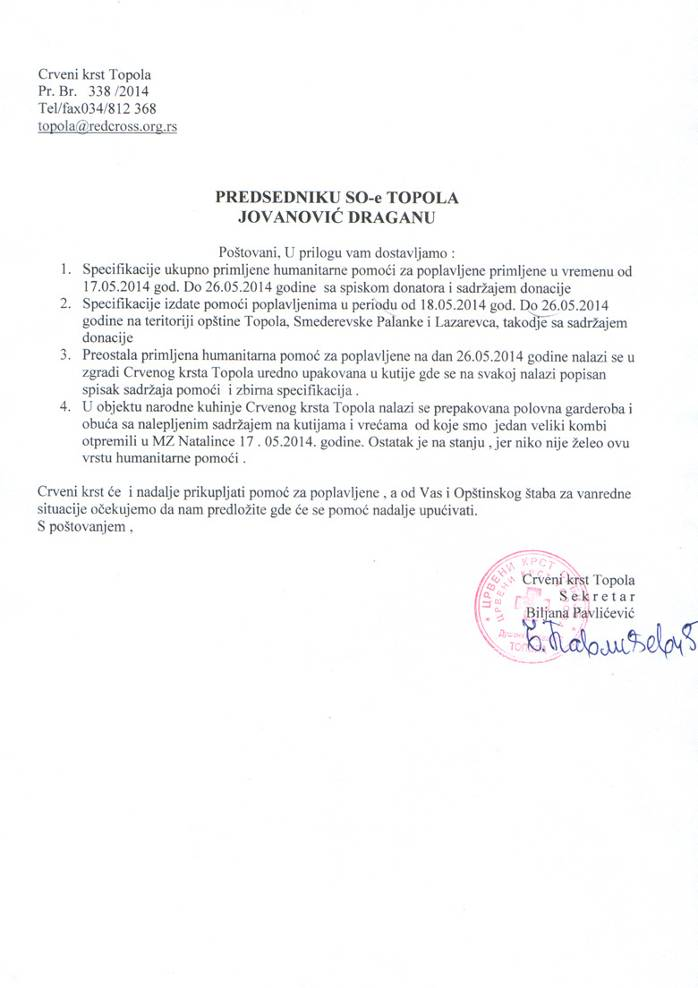 Crveni krst Topola
Pr. Br. 338 /2014
Tel/fax034/812 368
topola@redcross.org.rs
PREDSEDNIKU SO-e TOPOLA
JOVANOVIĆ DRAGANU
Poštovani, U prilogu vam dostavljamo :
1. Specifikacije ukupno primljene humanitarne pomoći za poplavljene primljene u vremenu od
17.05.2014 god. Do 26.05.2014 godine sa spiskom donatora i sadržajem donacije
2. Specifikacije izdate pomoći poplavljenima u periodu od 18.05.2014 god. Do 26.05.2014
godine na teritoriji opštine Topola, Smederevske Palanke i Lazarevca, takodje sa sadržajem
donacije
3. Preostala primljena humanitarna pomoć za poplavljene na dan 26.05.2014 godine nalazi se u
zgradi Crvenog krsta Topola uredno upakovana u kutije gde se na svakoj nalazi popisan
spisak sadržaja pomoći i zbirna specifikacija .
4. U objektu narodne kuhinje Crvenog krsta Topola nalazi se prepakovana polovna garderoba i
obuća sa nalepljenim sadržajem na kutijama i vrećama od koje smo jedan veliki kombi
otpremili u MZ Natalince 17 . 05.2014. godine. Ostatak je na stanju , jer niko nije želeo ovu
vrstu humanitarne pomoći .
Crveni krst će i nadalje prikupljati pomoć za poplavljene , a od Vas i Opštinskog štaba za vanredne
situacije očekujemo da nam predložite gde će se pomoć nadalje upućivati.
S poštovanjem ,
ЦРВЕНИ КРСТ
ЦРВЕНИ КРСТ
Crveni krst Topola
S e k r e t a r
Biljana Pavlićević
Б. Павлићевић